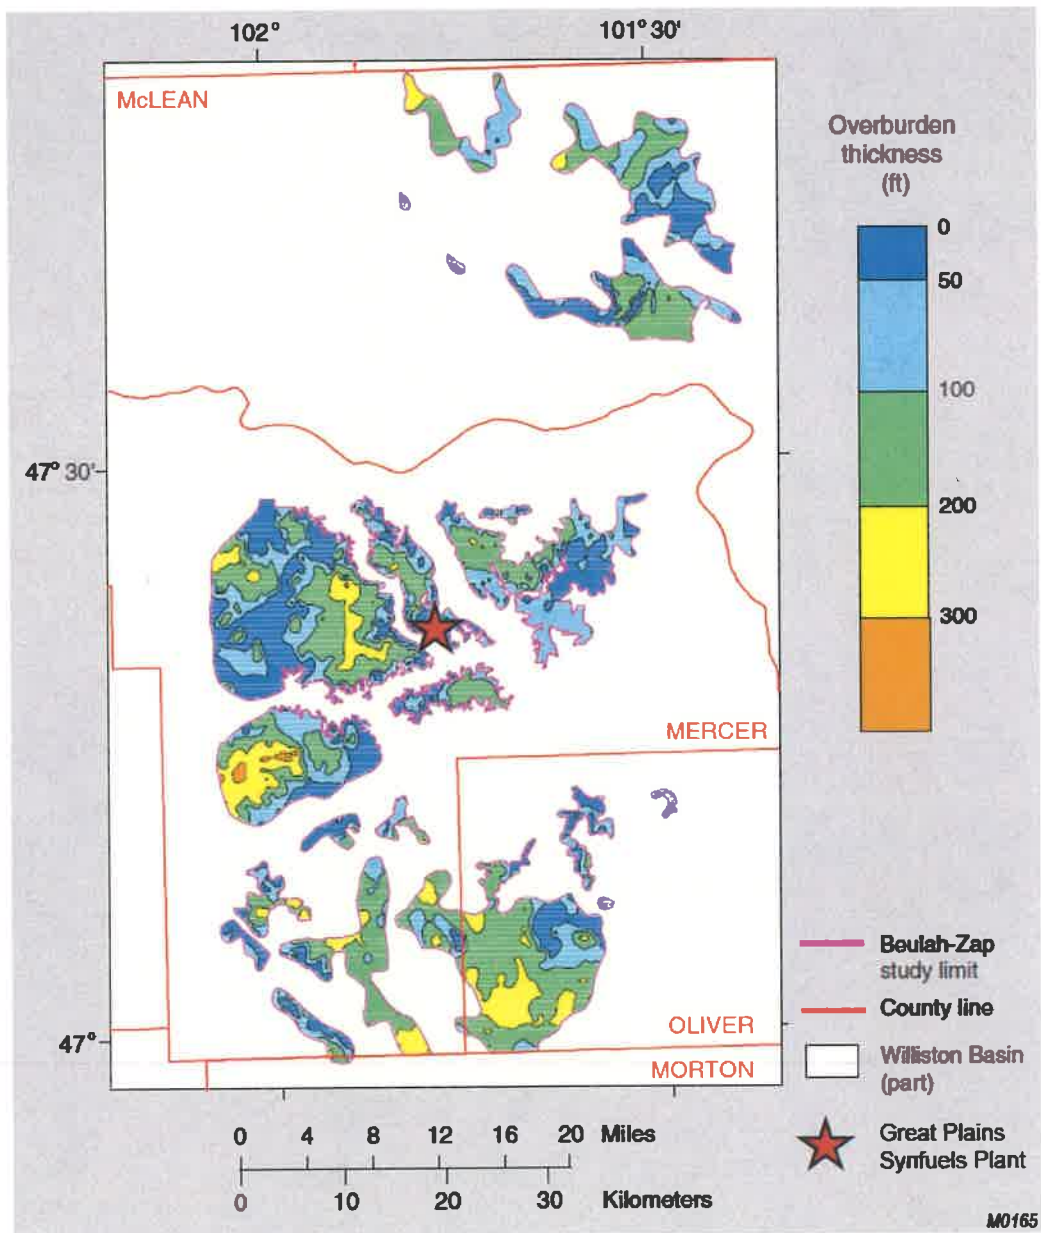 102°
101° 30'
McLEAN
Overburden
thickness
(ft)
0
50
100
200
300
47° 30'
MERCER
Beulah-Zap
study limit
County line
OLIVER
47°
Williston Basin
(part)
MORTON
Great Plains
Synfuels Plant
0 4 8 12 16 20 Miles
0 10 20 30 Kilometers
M0165